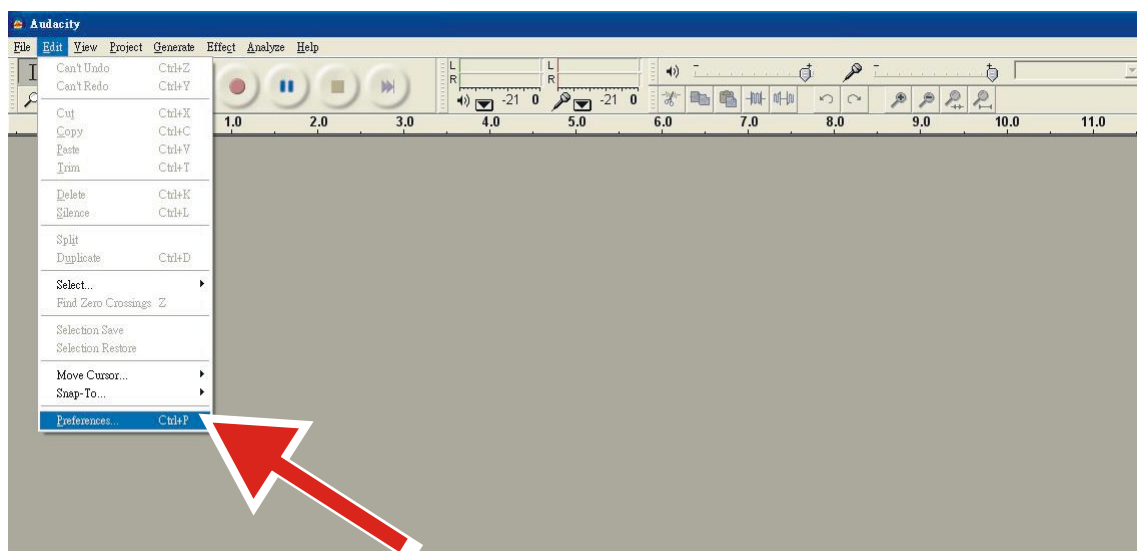 Audacity
File Edit View Project Generate Effect Analyze Help
Can't Undo Ctrl+Z
Can't Redo Ctrl+Y
Cut Ctrl+X
Copy Ctrl+C
Paste Ctrl+V
Trim Ctrl+T
Delete Ctrl+K
Silence Ctrl+L
Split
Duplicate Ctrl+D
Select...
Find Zero Crossings Z
Selection Save
Selection Restore
Move Cursor...
Snap-To...
Preferences... Ctrl+P
L L
R R
-21 0 -21 0
- + - +
1.0 2.0 3.0 4.0 5.0 6.0 7.0 8.0 9.0 10.0 11.0